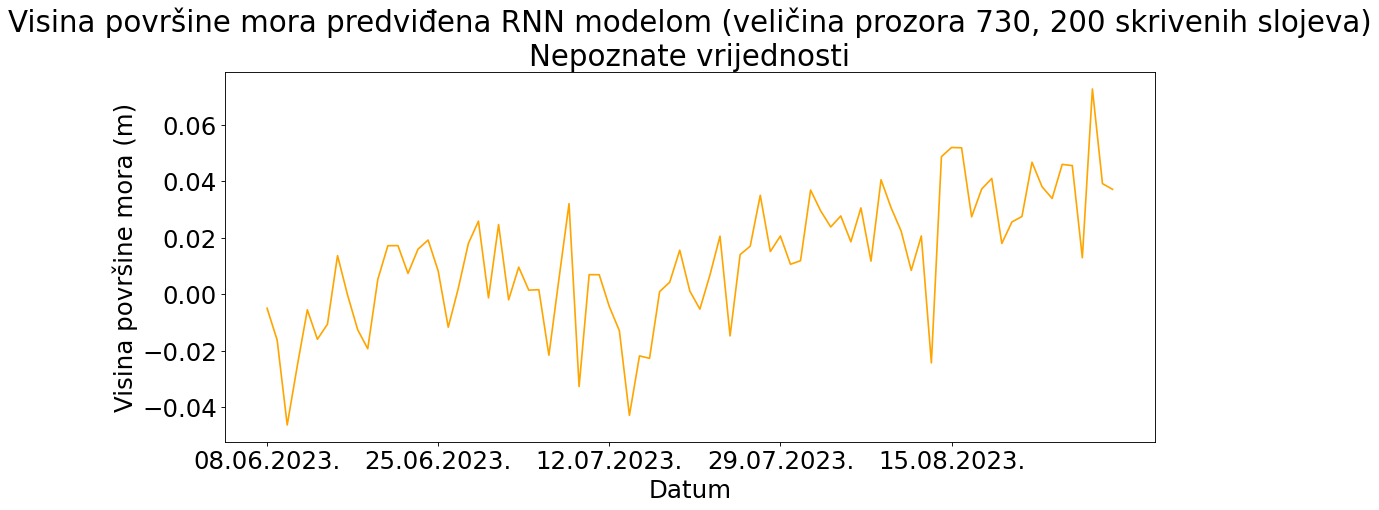 Visina površine mora predviđena RNN modelom (veličina prozora 730, 200 skrivenih slojeva)
Nepoznate vrijednosti
Visina površine mora (m)
0.06
0.04
0.02
0.00
−0.02
−0.04
08.06.2023. 25.06.2023. 12.07.2023. 29.07.2023. 15.08.2023.
Datum